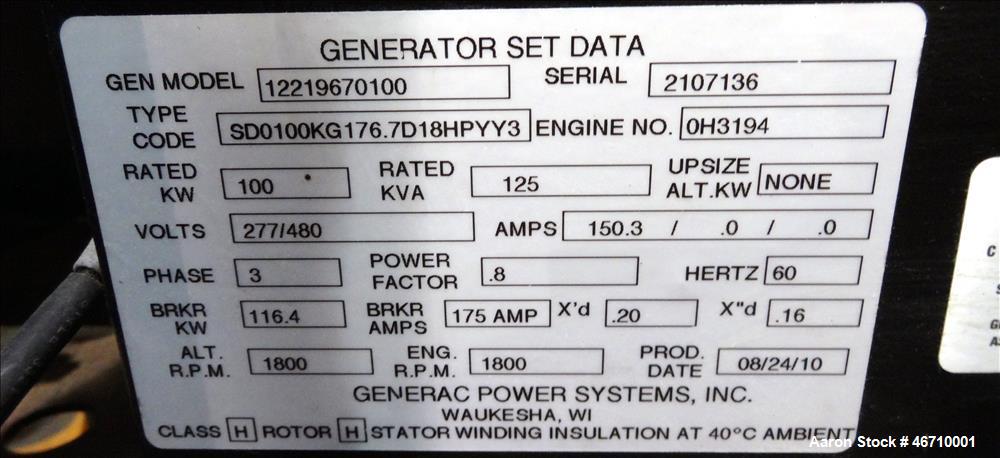 GENERATOR SET DATA
GEN MODEL 12219670100 SERIAL 2107136
TYPE CODE SD0100KG176.7D18HPYY3 ENGINE NO. 0H3194
RATED KW 100 RATED KVA 125 UPSIZE ALT.KW NONE
VOLTS 277/480 AMPS 150.3 / .0 / .0
PHASE 3 POWER FACTOR .8 HERTZ 60
BRKR KW 116.4 BRKR AMPS 175 AMP X'd .20 X"d .16
ALT. R.P.M. 1800 ENG. R.P.M. 1800 PROD. DATE 08/24/10
GENERAC POWER SYSTEMS, INC.
WAUKESHA, WI
CLASS H ROTOR H STATOR WINDING INSULATION AT 40°C AMBIENT
Aaron Stock # 46710001